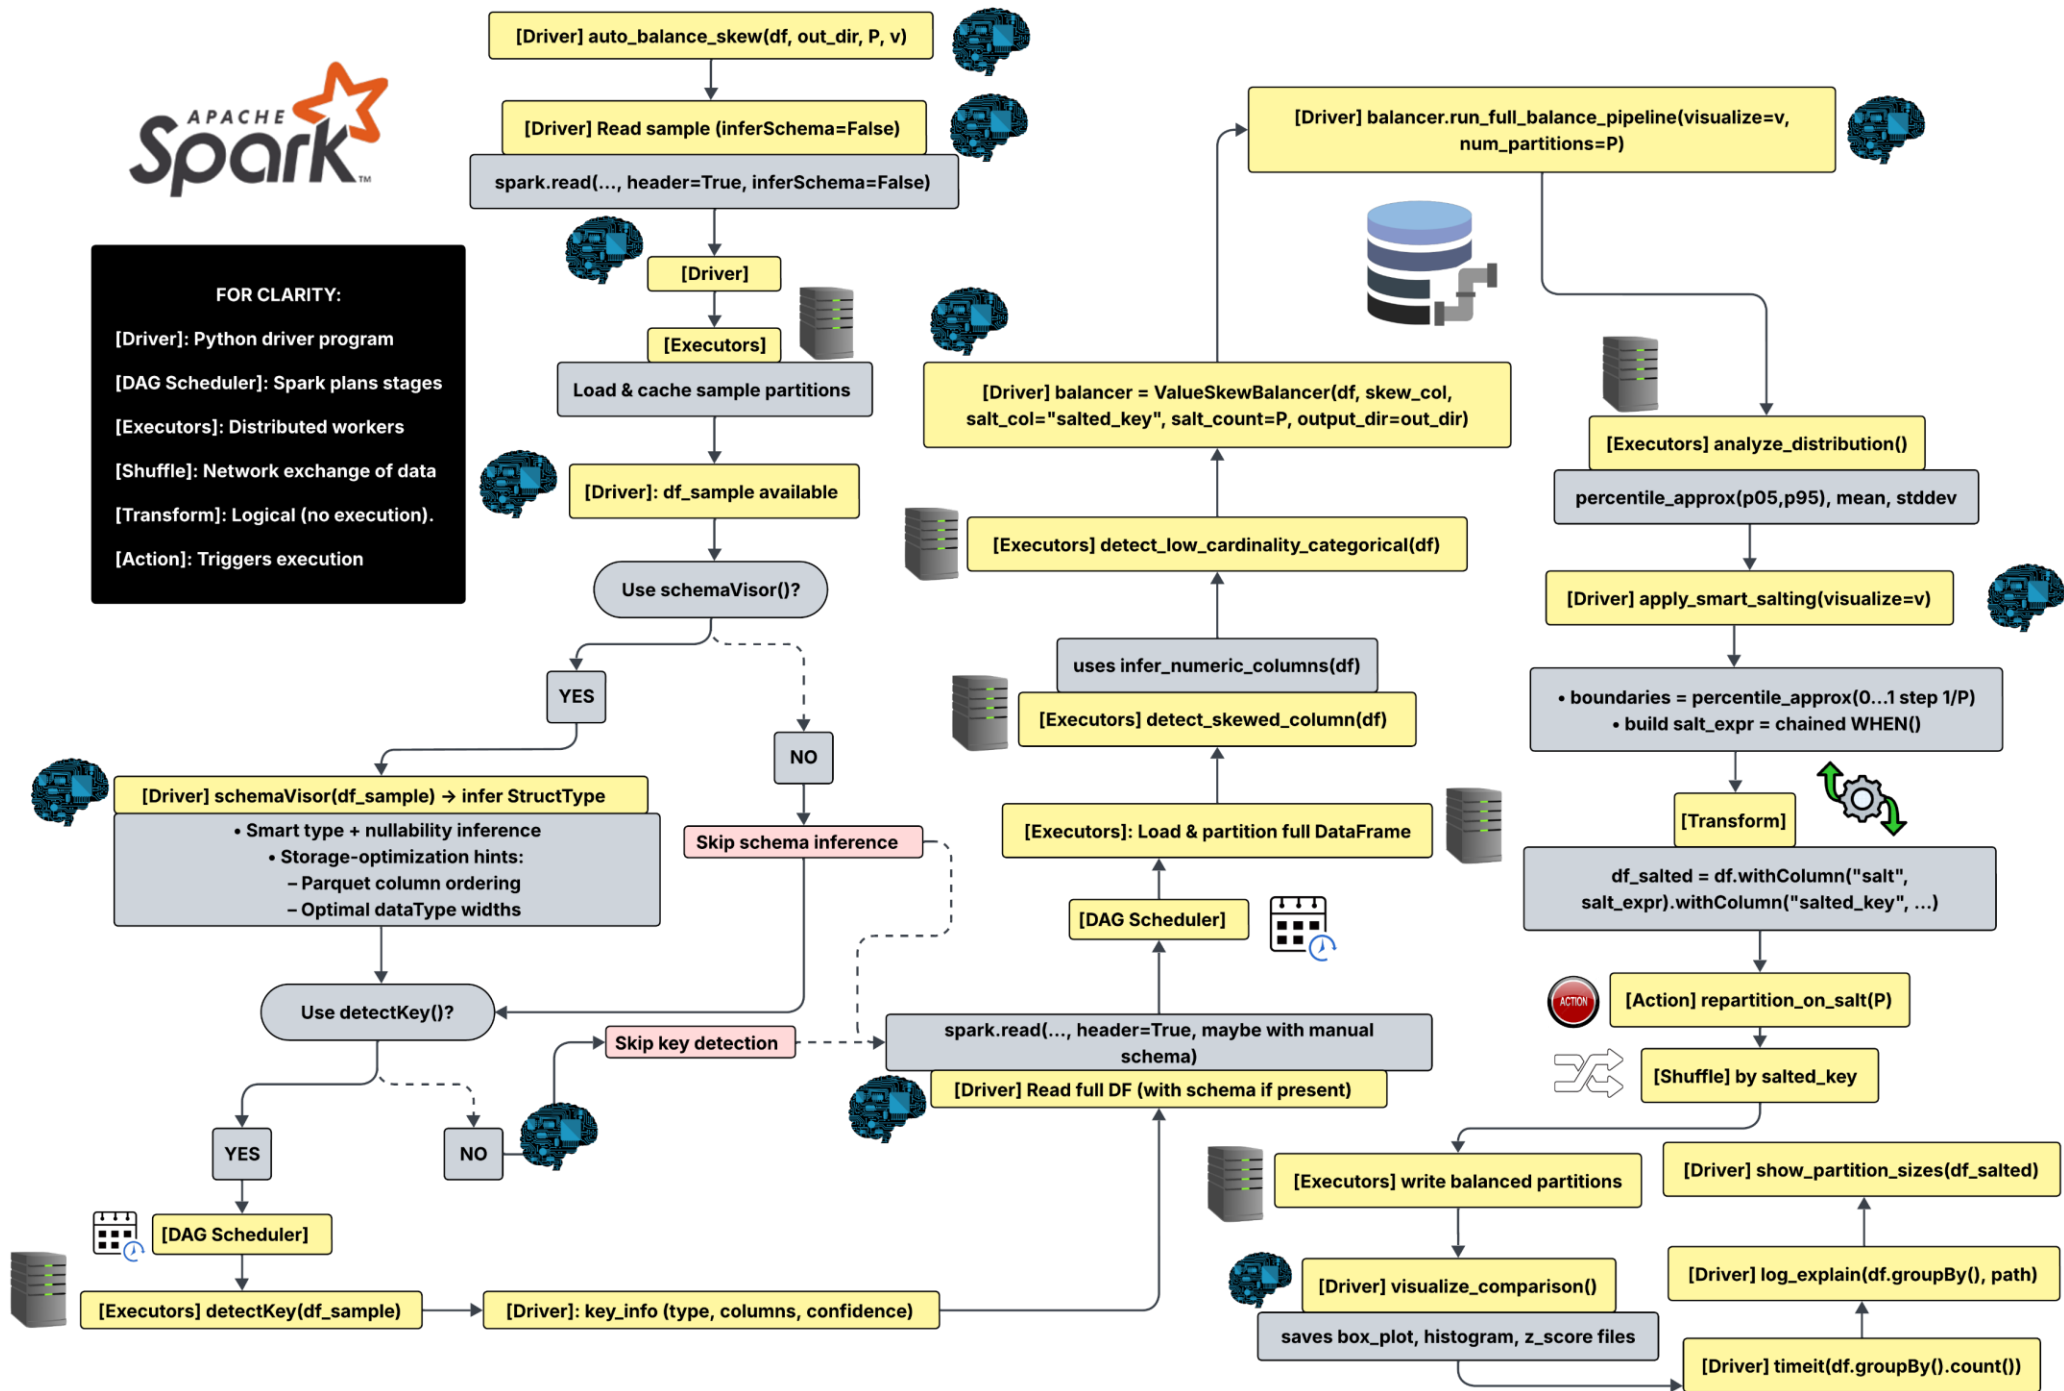 [Driver] auto_balance_skew(df, out_dir, P, v)
[Driver] Read sample (inferSchema=False)
spark.read(..., header=True, inferSchema=False)
[Driver]
[Executors]
Load & cache sample partitions
[Driver]: df_sample available
Use schemaVisor()?
YES
NO
[Driver] schemaVisor(df_sample) → infer StructType
• Smart type + nullability inference
• Storage-optimization hints:
– Parquet column ordering
– Optimal dataType widths
Skip schema inference
Use detectKey()?
Skip key detection
YES
NO
[DAG Scheduler]
[Executors] detectKey(df_sample)
[Driver]: key_info (type, columns, confidence)
APACHE
Spark
TM
FOR CLARITY:
[Driver]: Python driver program
[DAG Scheduler]: Spark plans stages
[Executors]: Distributed workers
[Shuffle]: Network exchange of data
[Transform]: Logical (no execution).
[Action]: Triggers execution
spark.read(..., header=True, maybe with manual
schema)
[Driver] Read full DF (with schema if present)
[DAG Scheduler]
[Executors]: Load & partition full DataFrame
uses infer_numeric_columns(df)
[Executors] detect_skewed_column(df)
[Executors] detect_low_cardinality_categorical(df)
[Driver] balancer = ValueSkewBalancer(df, skew_col,
salt_col="salted_key", salt_count=P, output_dir=out_dir)
[Driver] balancer.run_full_balance_pipeline(visualize=v,
num_partitions=P)
[Executors] analyze_distribution()
percentile_approx(p05,p95), mean, stddev
[Driver] apply_smart_salting(visualize=v)
• boundaries = percentile_approx(0...1 step 1/P)
• build salt_expr = chained WHEN()
[Transform]
df_salted = df.withColumn("salt",
salt_expr).withColumn("salted_key", ...)
ACTION
[Action] repartition_on_salt(P)
[Shuffle] by salted_key
[Executors] write balanced partitions
[Driver] visualize_comparison()
saves box_plot, histogram, z_score files
[Driver] timeit(df.groupBy().count())
[Driver] log_explain(df.groupBy(), path)
[Driver] show_partition_sizes(df_salted)